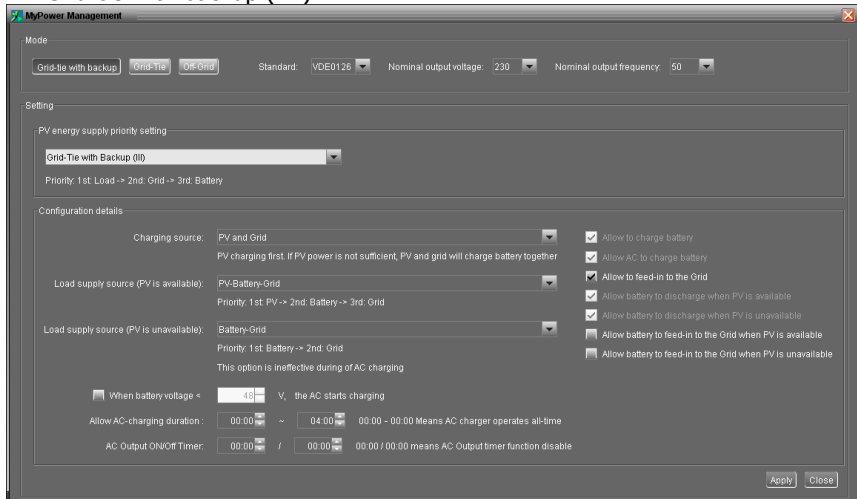 MyPower Management
Mode
Grid-tie with backup Grid-Tie Off-Grid Standard: VDE0126 Nominal output voltage: 230 Nominal output frequency: 50
Setting
PV energy supply priority setting
Grid-Tie with Backup (III)
Priority: 1st: Load -> 2nd: Grid -> 3rd: Battery
Configuration details
Charging source: PV and Grid
PV charging first. If PV power is not sufficient, PV and grid will charge battery together
Load supply source (PV is available): PV-Battery-Grid
Priority: 1st: PV -> 2nd: Battery -> 3rd: Grid
Load supply source (PV is unavailable): Battery-Grid
Priority: 1st: Battery -> 2nd: Grid
This option is ineffective during of AC charging
When battery voltage < 48 V, the AC starts charging
Allow AC-charging duration : 00:00 ~ 04:00 00:00 - 00:00 Means AC charger operates all-time
AC Output ON/Off Timer: 00:00 / 00:00 00:00 / 00:00 means AC Output timer function disable
Allow to charge battery
Allow AC to charge battery
Allow to feed-in to the Grid
Allow battery to discharge when PV is available
Allow battery to discharge when PV is unavailable
Allow battery to feed-in to the Grid when PV is available
Allow battery to feed-in to the Grid when PV is unavailable
Apply Close